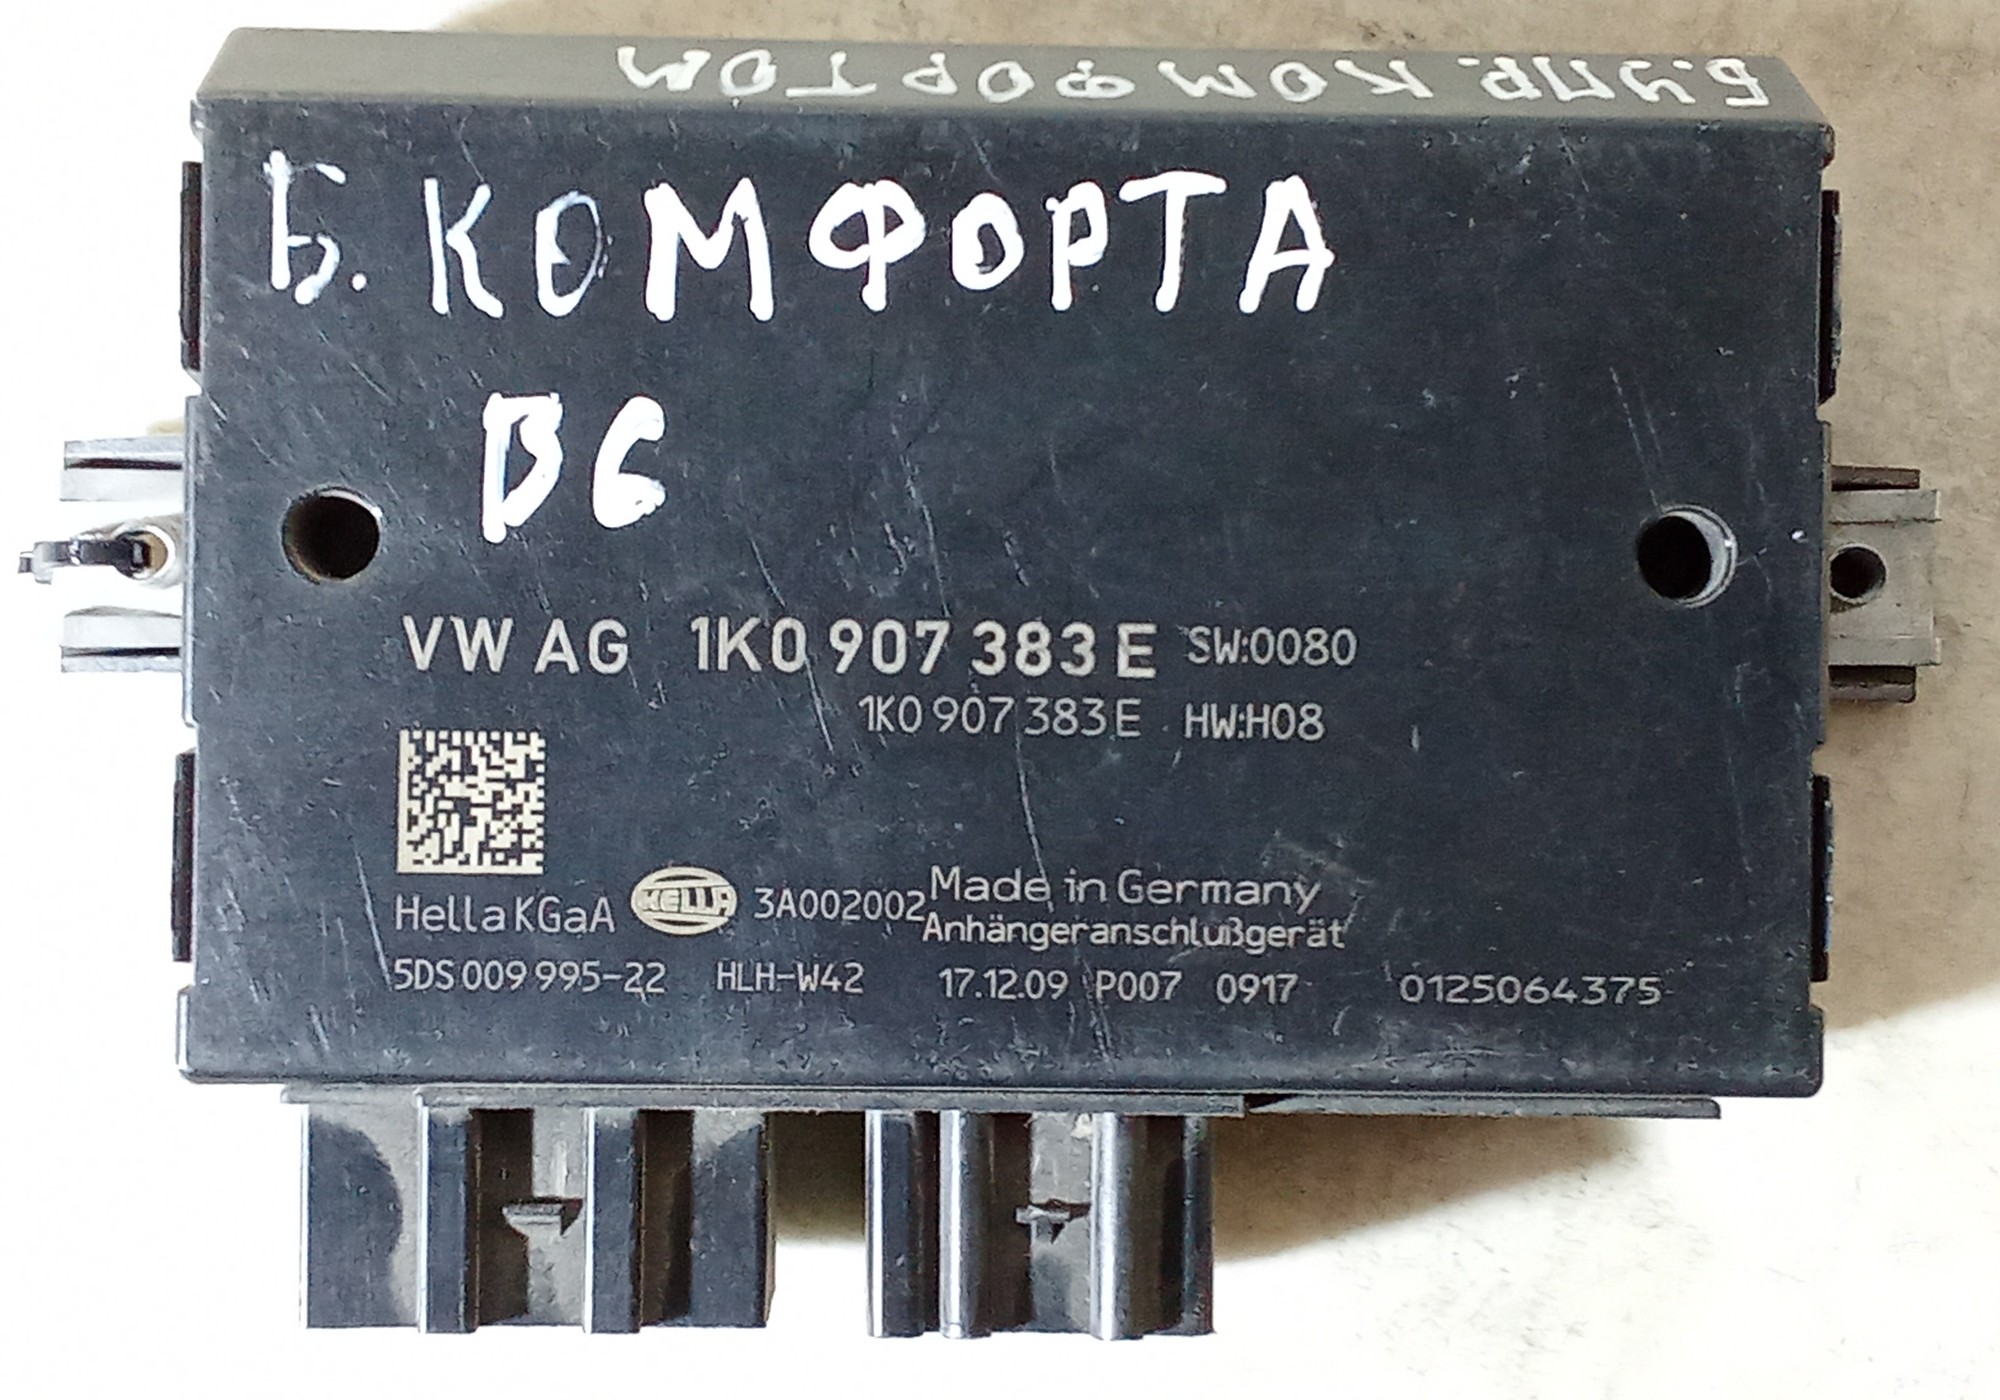 Б.УПР. КОМФОРТОМ
Б. КОМФОРТА
B6
VW AG 1K0 907 383 E SW:0080
1K0 907 383 E HW:H08
Hella KGaA HELLA 3A002002 Made in Germany
Anhängeranschlußgerät
5DS 009 995-22 HLH-W42 17.12.09 P007 0917 0125064375